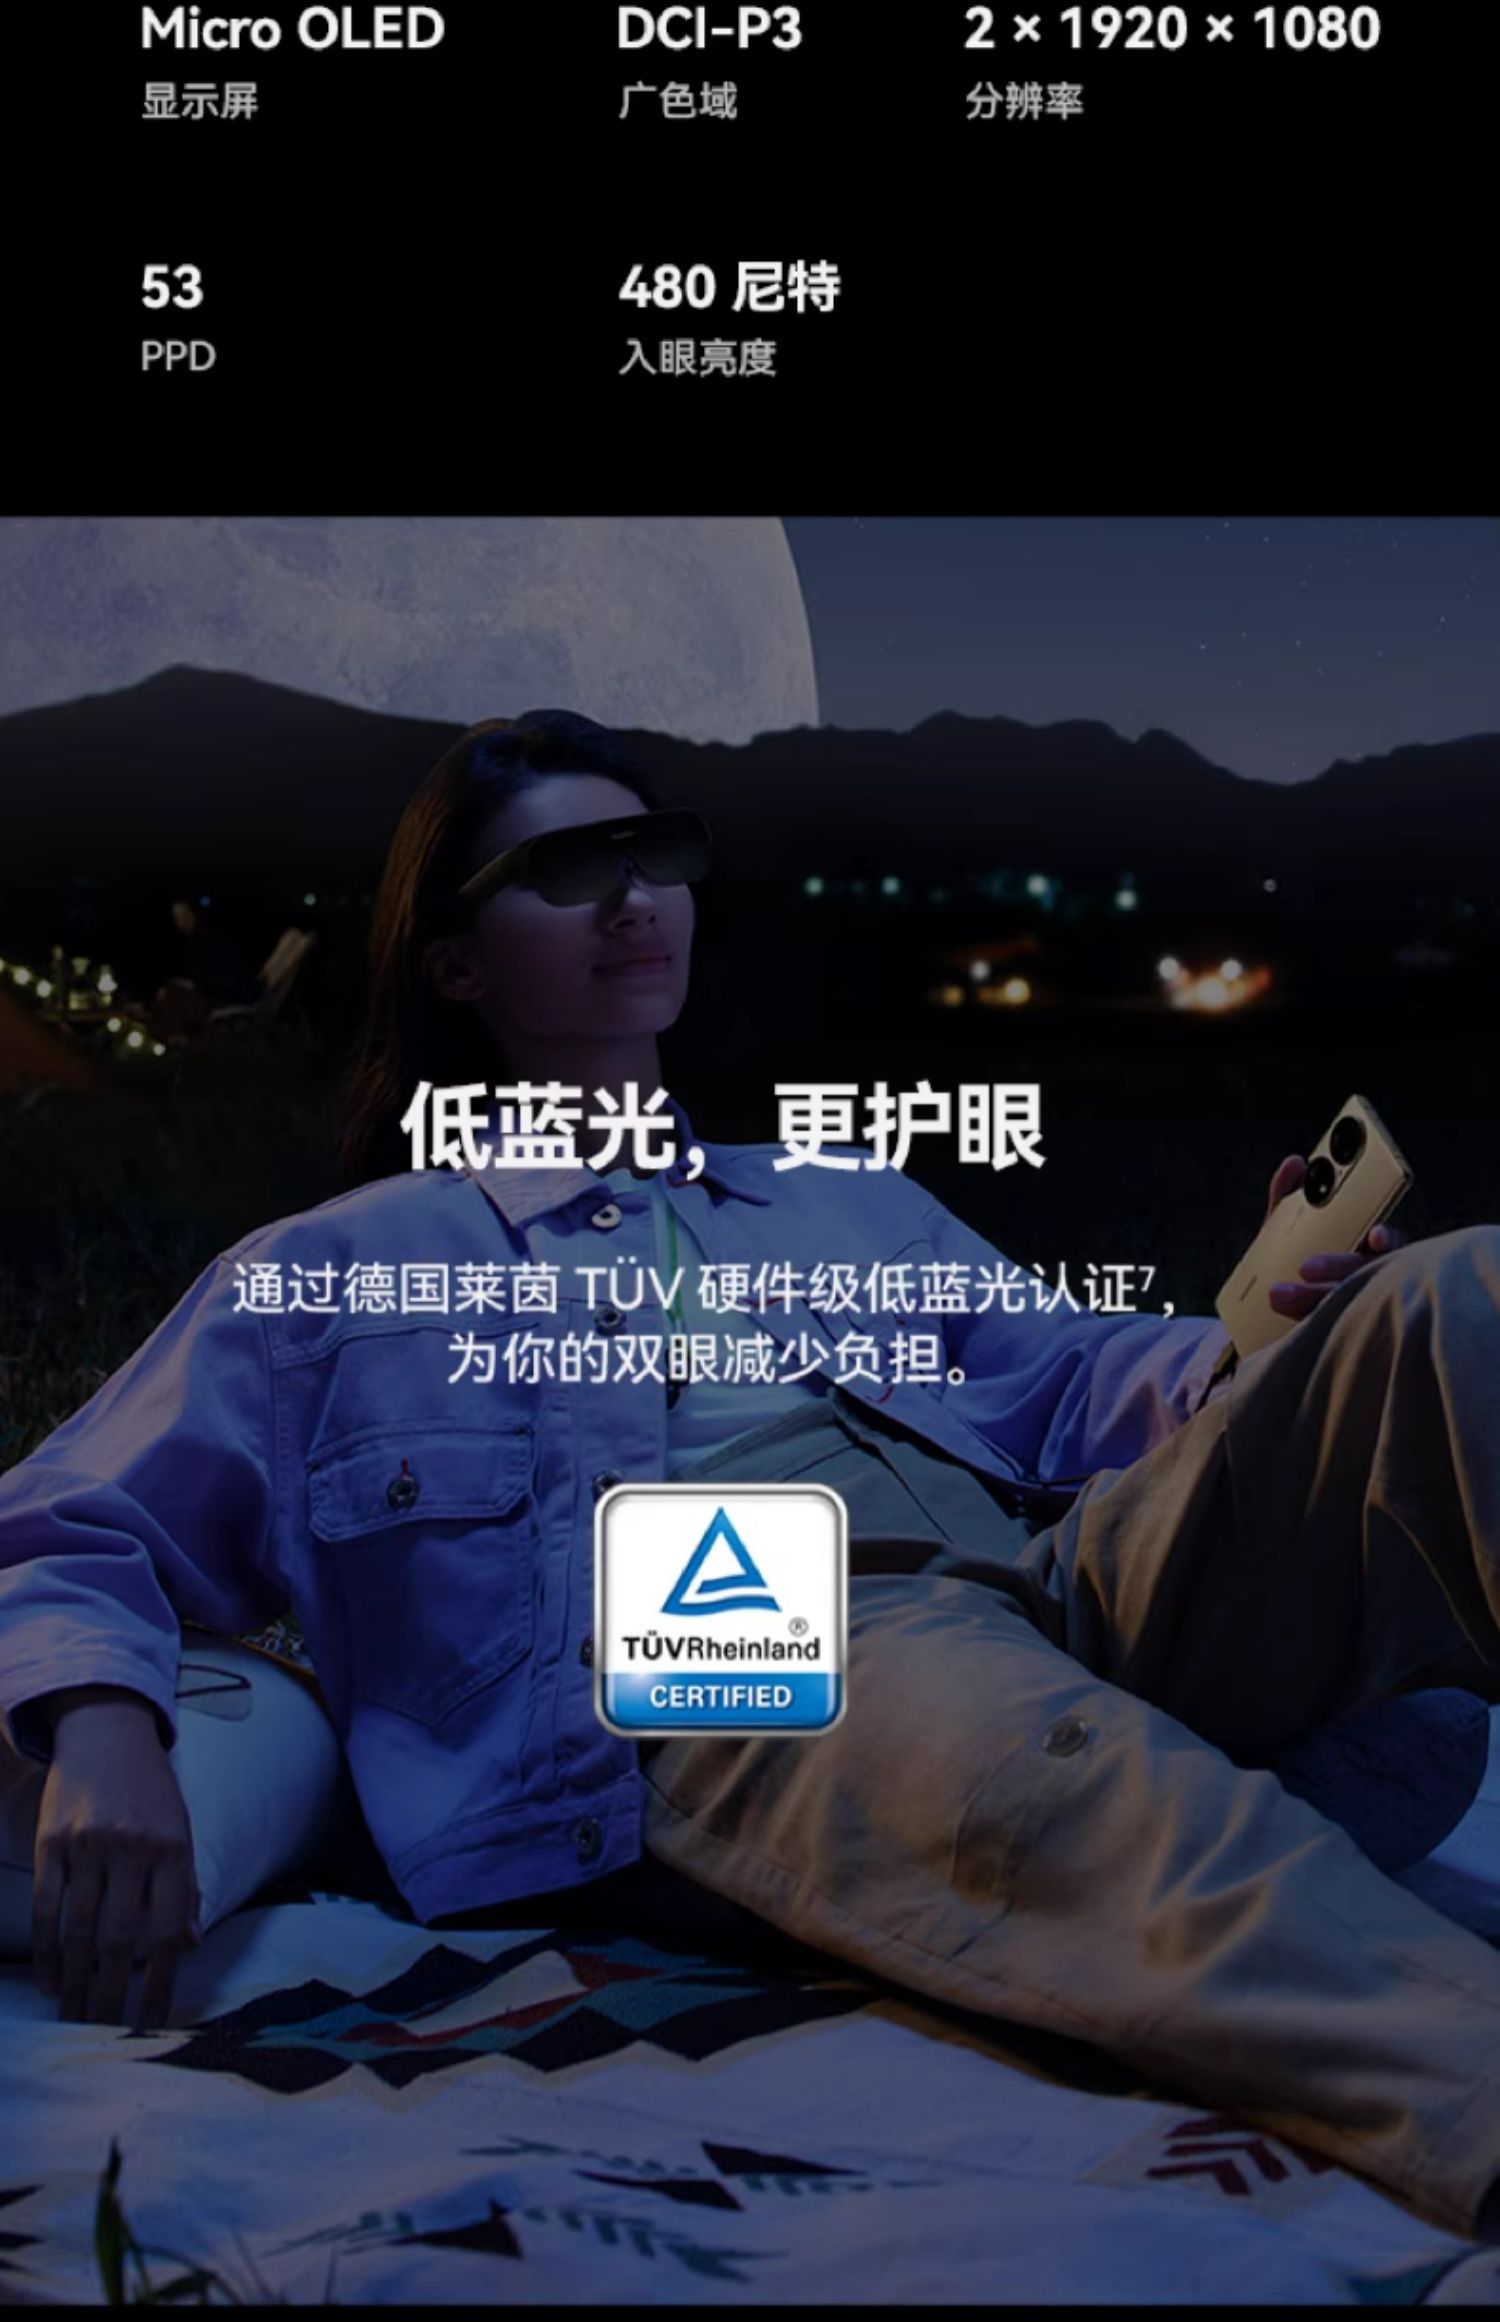 Micro OLED
显示屏
DCI-P3
广色域
2 × 1920 × 1080
分辨率
53
PPD
480 尼特
入眼亮度
低蓝光，更护眼
通过德国莱茵 TÜV 硬件级低蓝光认证⁷，
为你的双眼减少负担。
®
TÜVRheinland
CERTIFIED